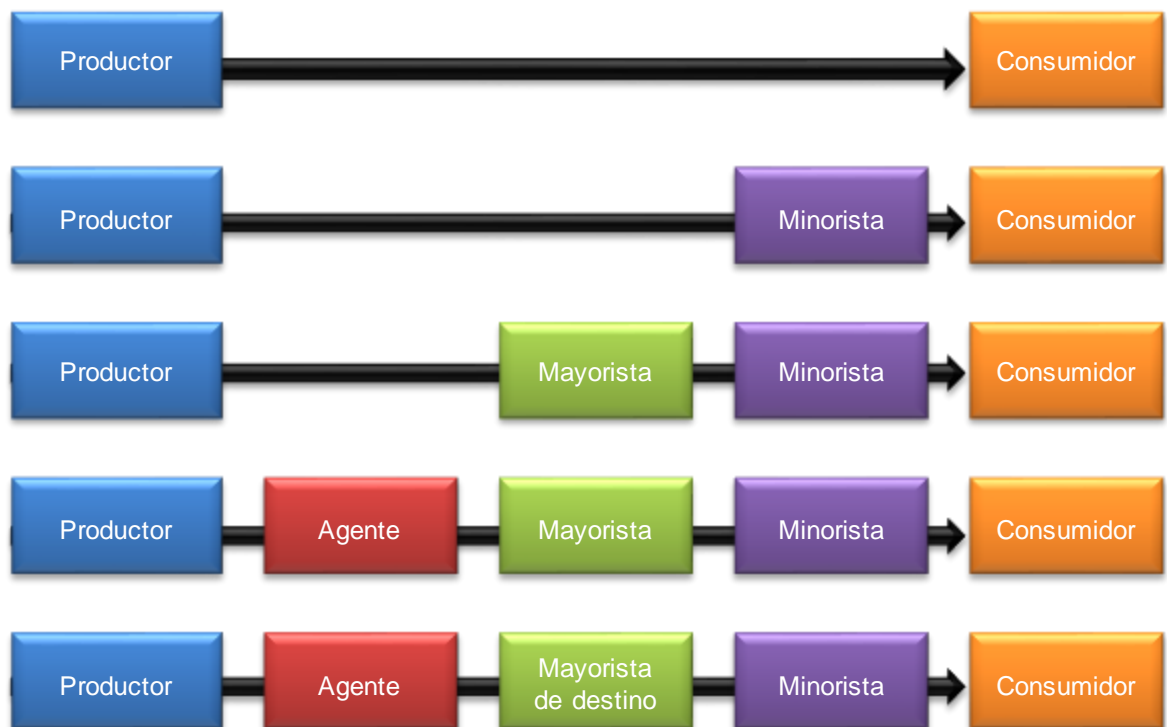 Productor Consumidor
Productor Minorista Consumidor
Productor Mayorista Minorista Consumidor
Productor Agente Mayorista Minorista Consumidor
Productor Agente Mayorista de destino Minorista Consumidor